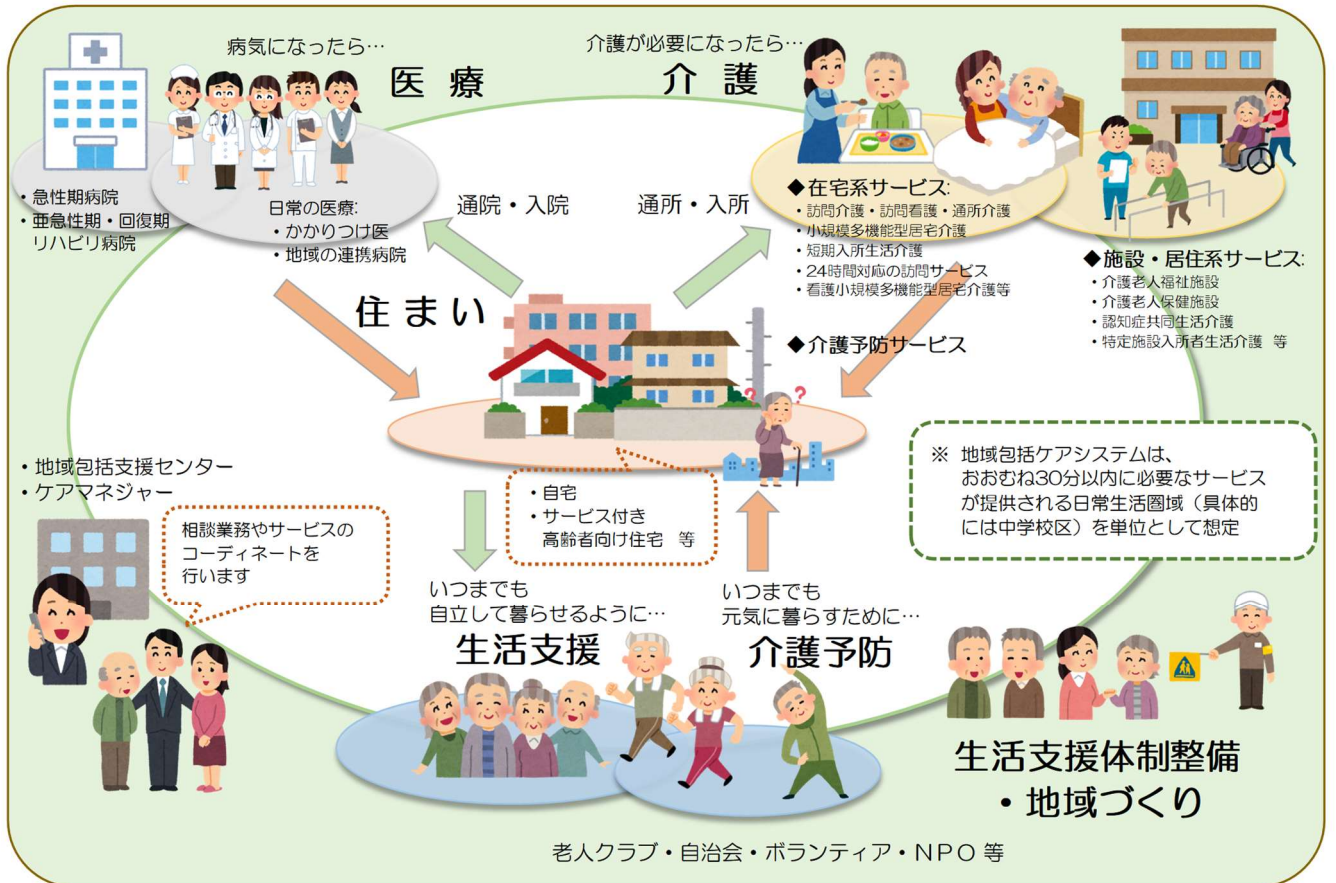 病気になったら…
医療
・急性期病院
・亜急性期・回復期
リハビリ病院
日常の医療:
・かかりつけ医
・地域の連携病院
介護が必要になったら…
介護
◆在宅系サービス:
・訪問介護・訪問看護・通所介護
・小規模多機能型居宅介護
・短期入所生活介護
・24時間対応の訪問サービス
・看護小規模多機能型居宅介護等
◆介護予防サービス
◆施設・居住系サービス:
・介護老人福祉施設
・介護老人保健施設
・認知症共同生活介護
・特定施設入所者生活介護 等
通院・入院
通所・入所
住まい
??
・自宅
・サービス付き
高齢者向け住宅 等
※ 地域包括ケアシステムは、
おおむね30分以内に必要なサービス
が提供される日常生活圏域（具体的
には中学校区）を単位として想定
・地域包括支援センター
・ケアマネジャー
相談業務やサービスの
コーディネートを
行います
いつまでも
自立して暮らせるように…
生活支援
いつまでも
元気に暮らすために…
介護予防
生活支援体制整備
・地域づくり
老人クラブ・自治会・ボランティア・NPO 等